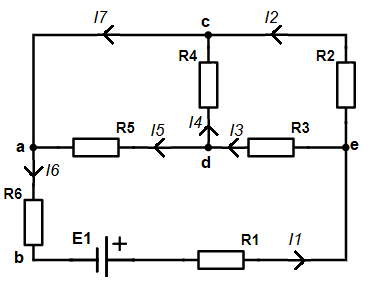 I7 c I2
R4 R2
R5 I5 I4 I3 R3
a d e
I6
R6
b E1 + R1 I1